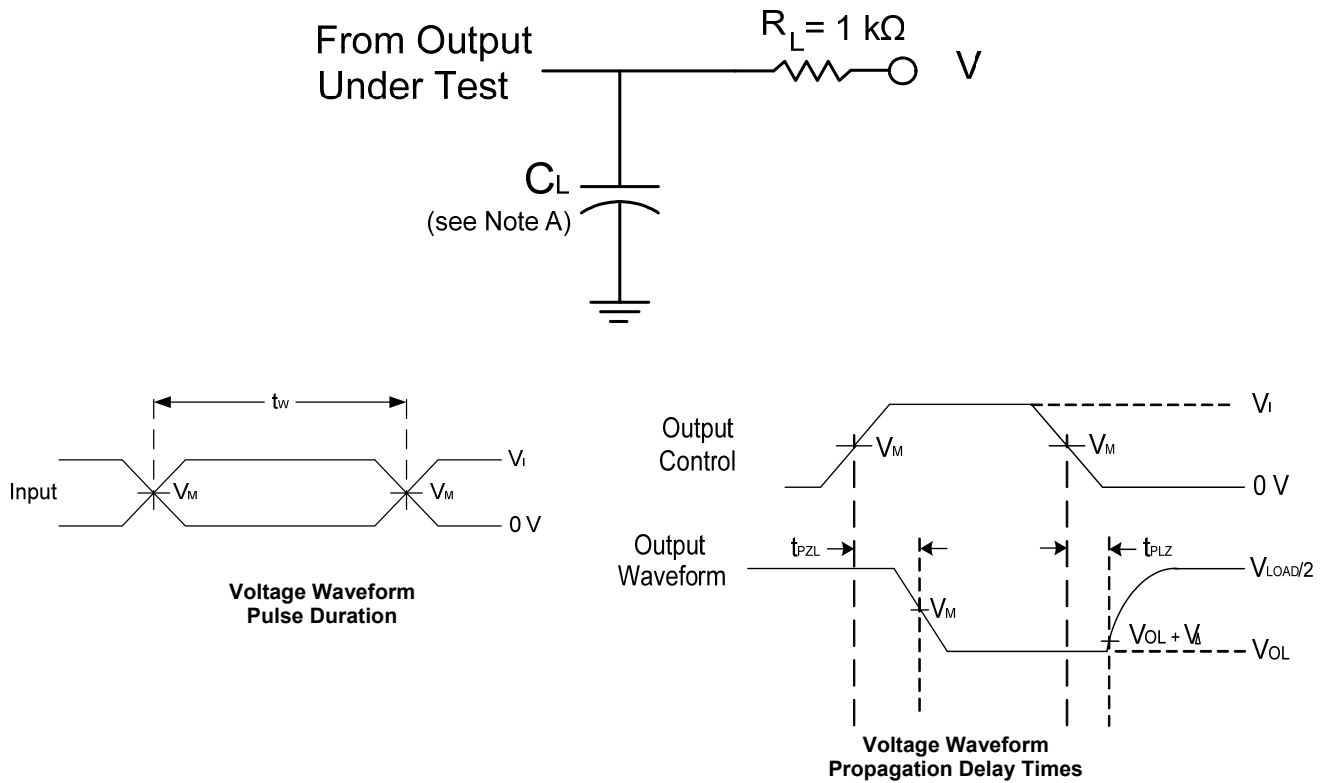 From Output
Under Test
RL = 1 kΩ
V
CL
(see Note A)
tW
Input
VM
VM
VI
0 V
Voltage Waveform
Pulse Duration
Output
Control
VM
VM
VI
0 V
Output
Waveform
tPZL
tPLZ
VLOAD/2
VM
VOL + VΔ
VOL
Voltage Waveform
Propagation Delay Times